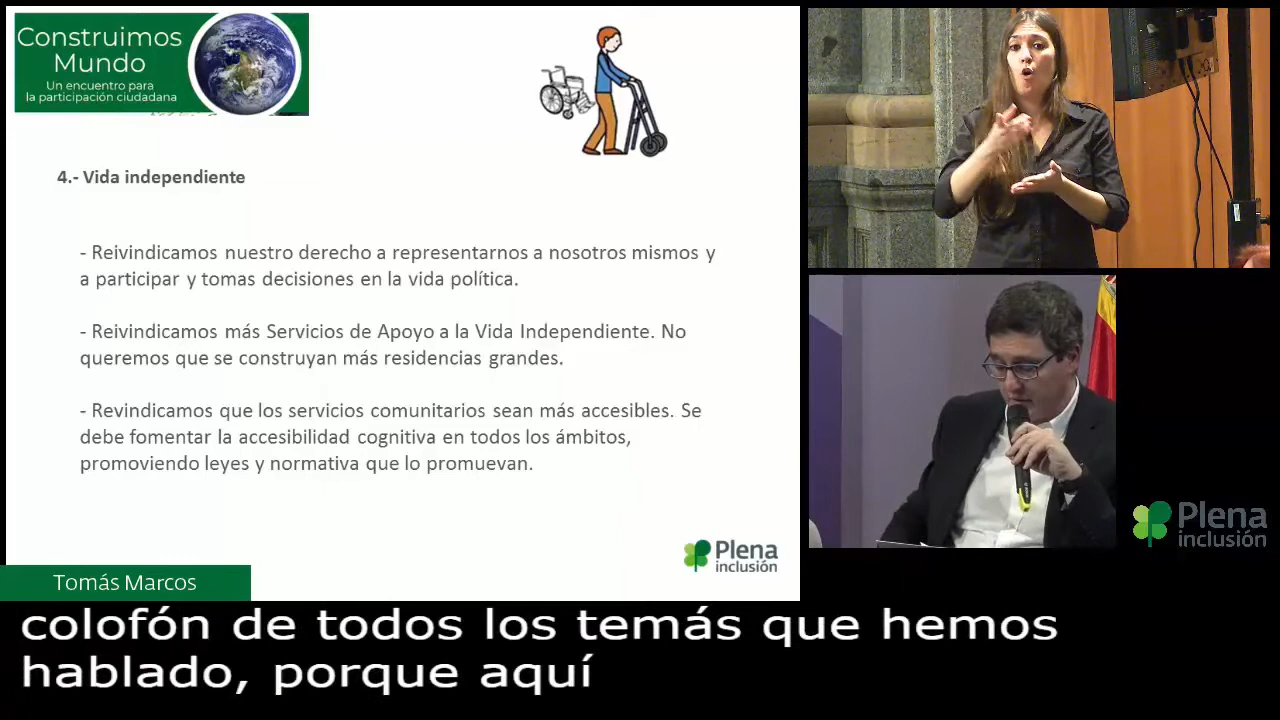 Construimos
Mundo
Un encuentro para
la participación ciudadana
4.- Vida independiente
- Reivindicamos nuestro derecho a representarnos a nosotros mismos y
a participar y tomas decisiones en la vida política.
- Reivindicamos más Servicios de Apoyo a la Vida Independiente. No
queremos que se construyan más residencias grandes.
- Revindicamos que los servicios comunitarios sean más accesibles. Se
debe fomentar la accesibilidad cognitiva en todos los ámbitos,
promoviendo leyes y normativa que lo promuevan.
Plena
inclusión
Plena
inclusión
Tomás Marcos
colofón de todos los temás que hemos
hablado, porque aquí